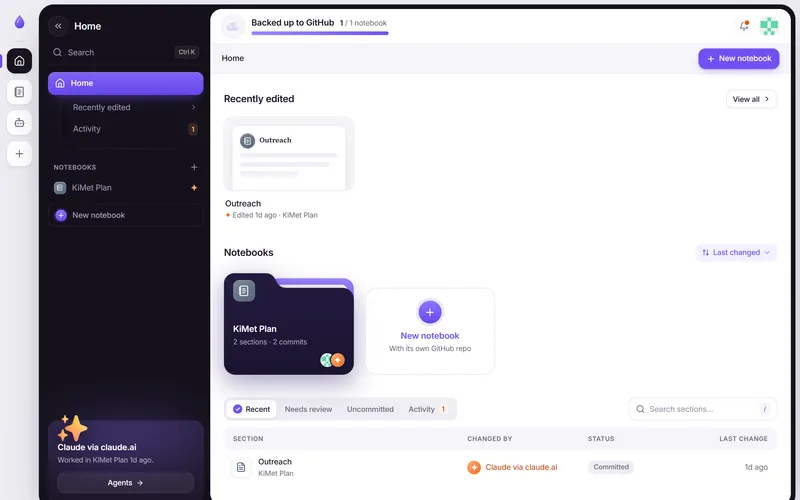 Home
Search
Ctrl K
Home
Recently edited
Activity
1
NOTEBOOKS
KiMet Plan
New notebook
Claude via claude.ai
Worked in KiMet Plan 1d ago.
Agents →
Backed up to GitHub 1 / 1 notebook
Home
+ New notebook
Recently edited
View all
Outreach
Outreach
Edited 1d ago · KiMet Plan
Notebooks
Last changed
KiMet Plan
2 sections · 2 commits
New notebook
With its own GitHub repo
Recent
Needs review
Uncommitted
Activity 1
Search sections...
/
SECTION CHANGED BY STATUS LAST CHANGE
Outreach
KiMet Plan
Claude via claude.ai
Committed
1d ago